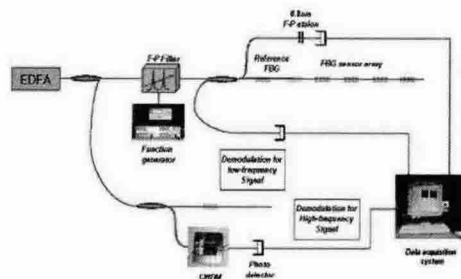 F-P Filter
F-P etalon
Reference
FBG
FBG sensor array
EDFA
Function
generator
Demodulation for
low-frequency
Signal
Demodulation for
High-frequency
Signal
Photo
detector
Data acquisition
system